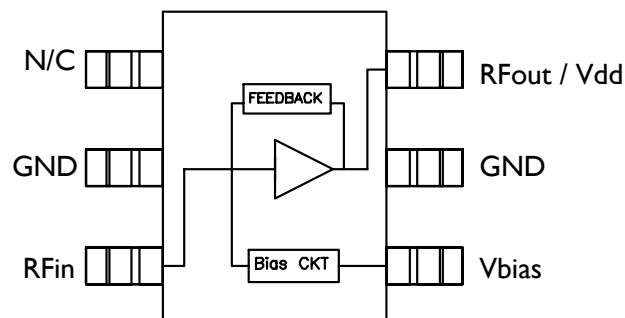 N/C
RFout / Vdd
FEEDBACK
GND
GND
RFin
Bias CKT
Vbias